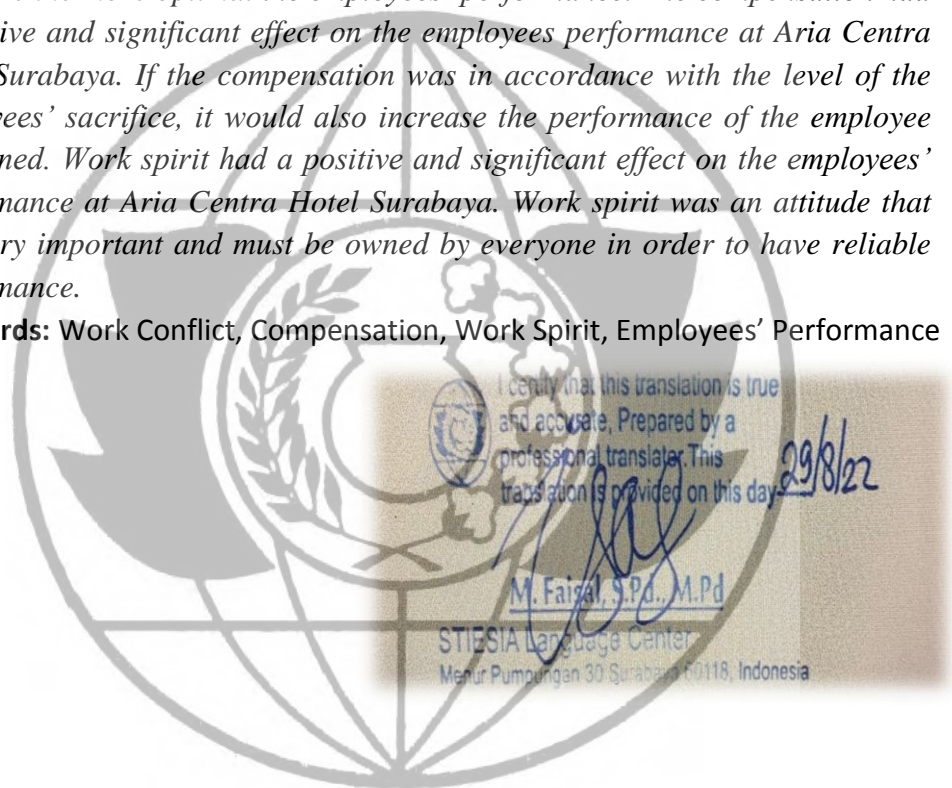 ive and significant effect on the employees performance at Aria Centra
Surabaya. If the compensation was in accordance with the level of the
ees' sacrifice, it would also increase the performance of the employee
ned. Work spirit had a positive and significant effect on the employees'
mance at Aria Centra Hotel Surabaya. Work spirit was an attitude that
ry important and must be owned by everyone in order to have reliable
mance.
rds: Work Conflict, Compensation, Work Spirit, Employees' Performance
I certify that this translation is true
and accurate, Prepared by a
professional translator. This
translation is provided on this day 29/8/22
M. Faisal, S.Pd., M.Pd
STIESIA Language Center
Menur Pumpungan 30 Surabaya 60118, Indonesia